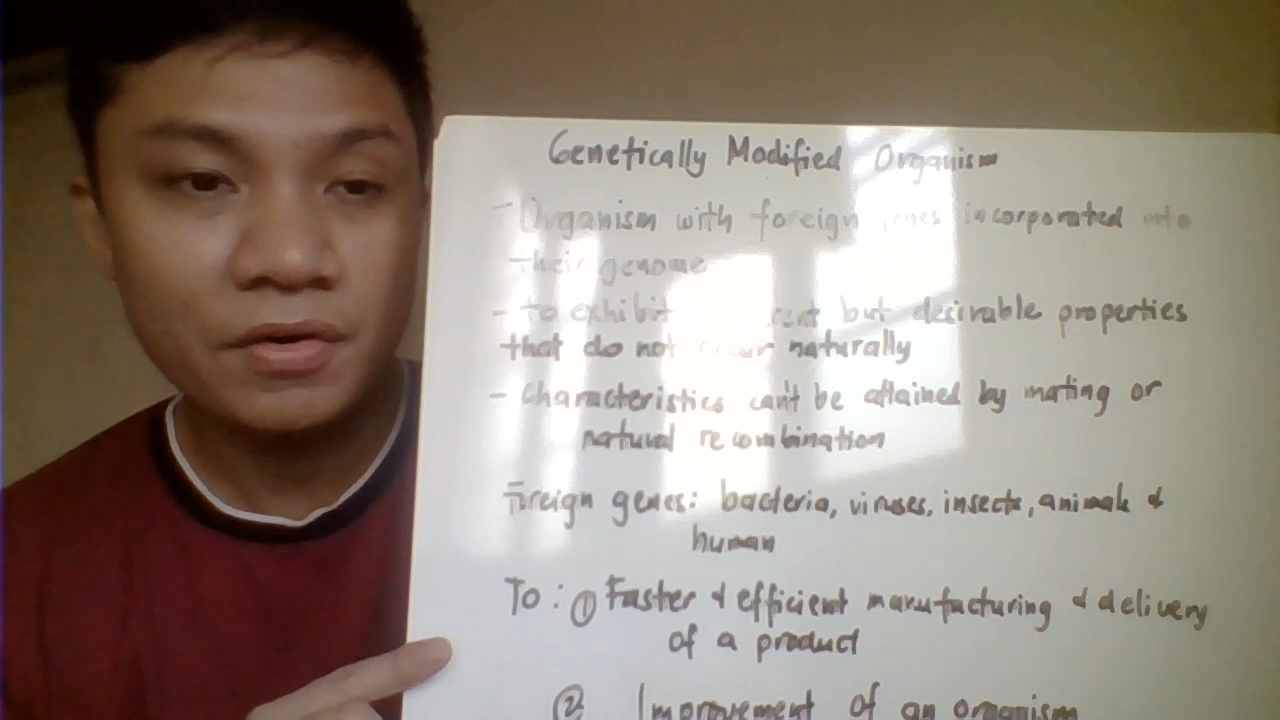 Genetically Modified Organism
- Organism with foreign genes incorporated into
their genome
- to exhibit but desirable properties
that do not occur naturally
- Characteristics can't be attained by mating or
natural recombination
Foreign genes: bacteria, viruses, insects, animals &
human
To: ① Faster & efficient manufacturing & delivery
of a product
② Improvement of an organism